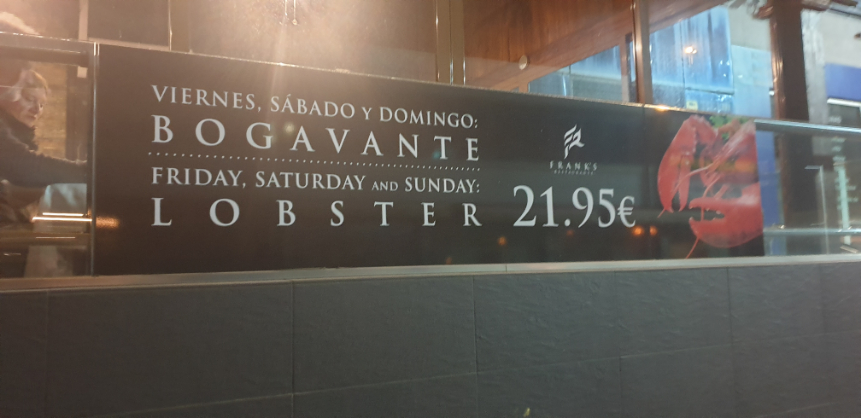 VIERNES, SÁBADO Y DOMINGO:
BOGAVANTE
FRIDAY, SATURDAY AND SUNDAY:
LOBSTER
FRANK'S
21.95€